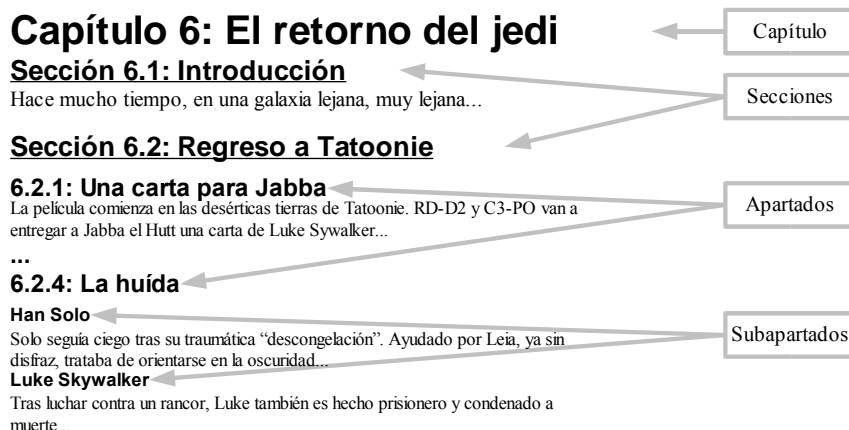 Capítulo 6: El retorno del jedi
Capítulo
Sección 6.1: Introducción
Hace mucho tiempo, en una galaxia lejana, muy lejana...
Secciones
Sección 6.2: Regreso a Tatoonie
6.2.1: Una carta para Jabba
La película comienza en las desérticas tierras de Tatoonie. RD-D2 y C3-PO van a
entregar a Jabba el Hutt una carta de Luke Sywalker...
Apartados
...
6.2.4: La huída
Han Solo
Solo seguía ciego tras su traumática “descongelación”. Ayudado por Leia, ya sin
disfraz, trataba de orientarse en la oscuridad...
Subapartados
Luke Skywalker
Tras luchar contra un rancor, Luke también es hecho prisionero y condenado a
muerte...